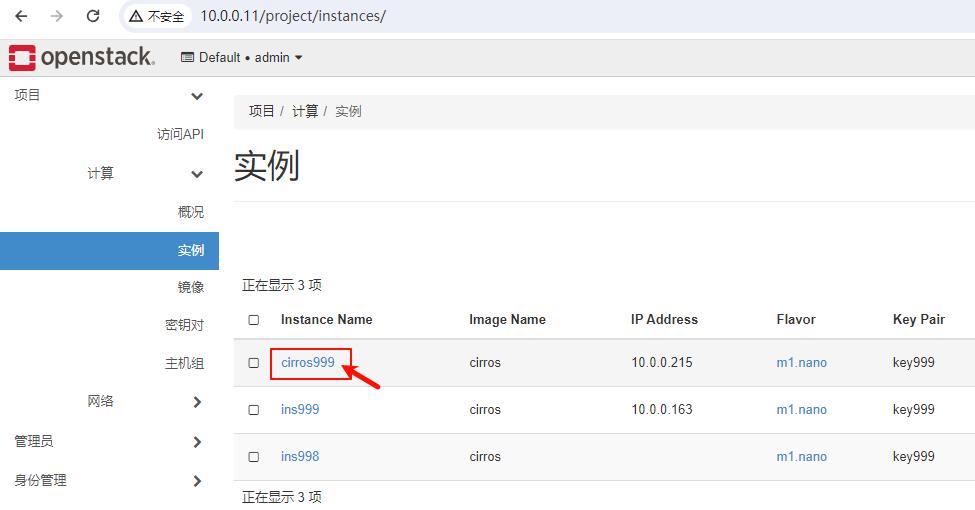 不安全 10.0.0.11/project/instances/
openstack. Default • admin
项目
访问API
计算
概况
实例
镜像
密钥对
主机组
网络
管理员
身份管理
项目 / 计算 / 实例
实例
正在显示 3 项
Instance Name Image Name IP Address Flavor Key Pair
cirros999 cirros 10.0.0.215 m1.nano key999
ins999 cirros 10.0.0.163 m1.nano key999
ins998 cirros m1.nano key999
正在显示 3 项